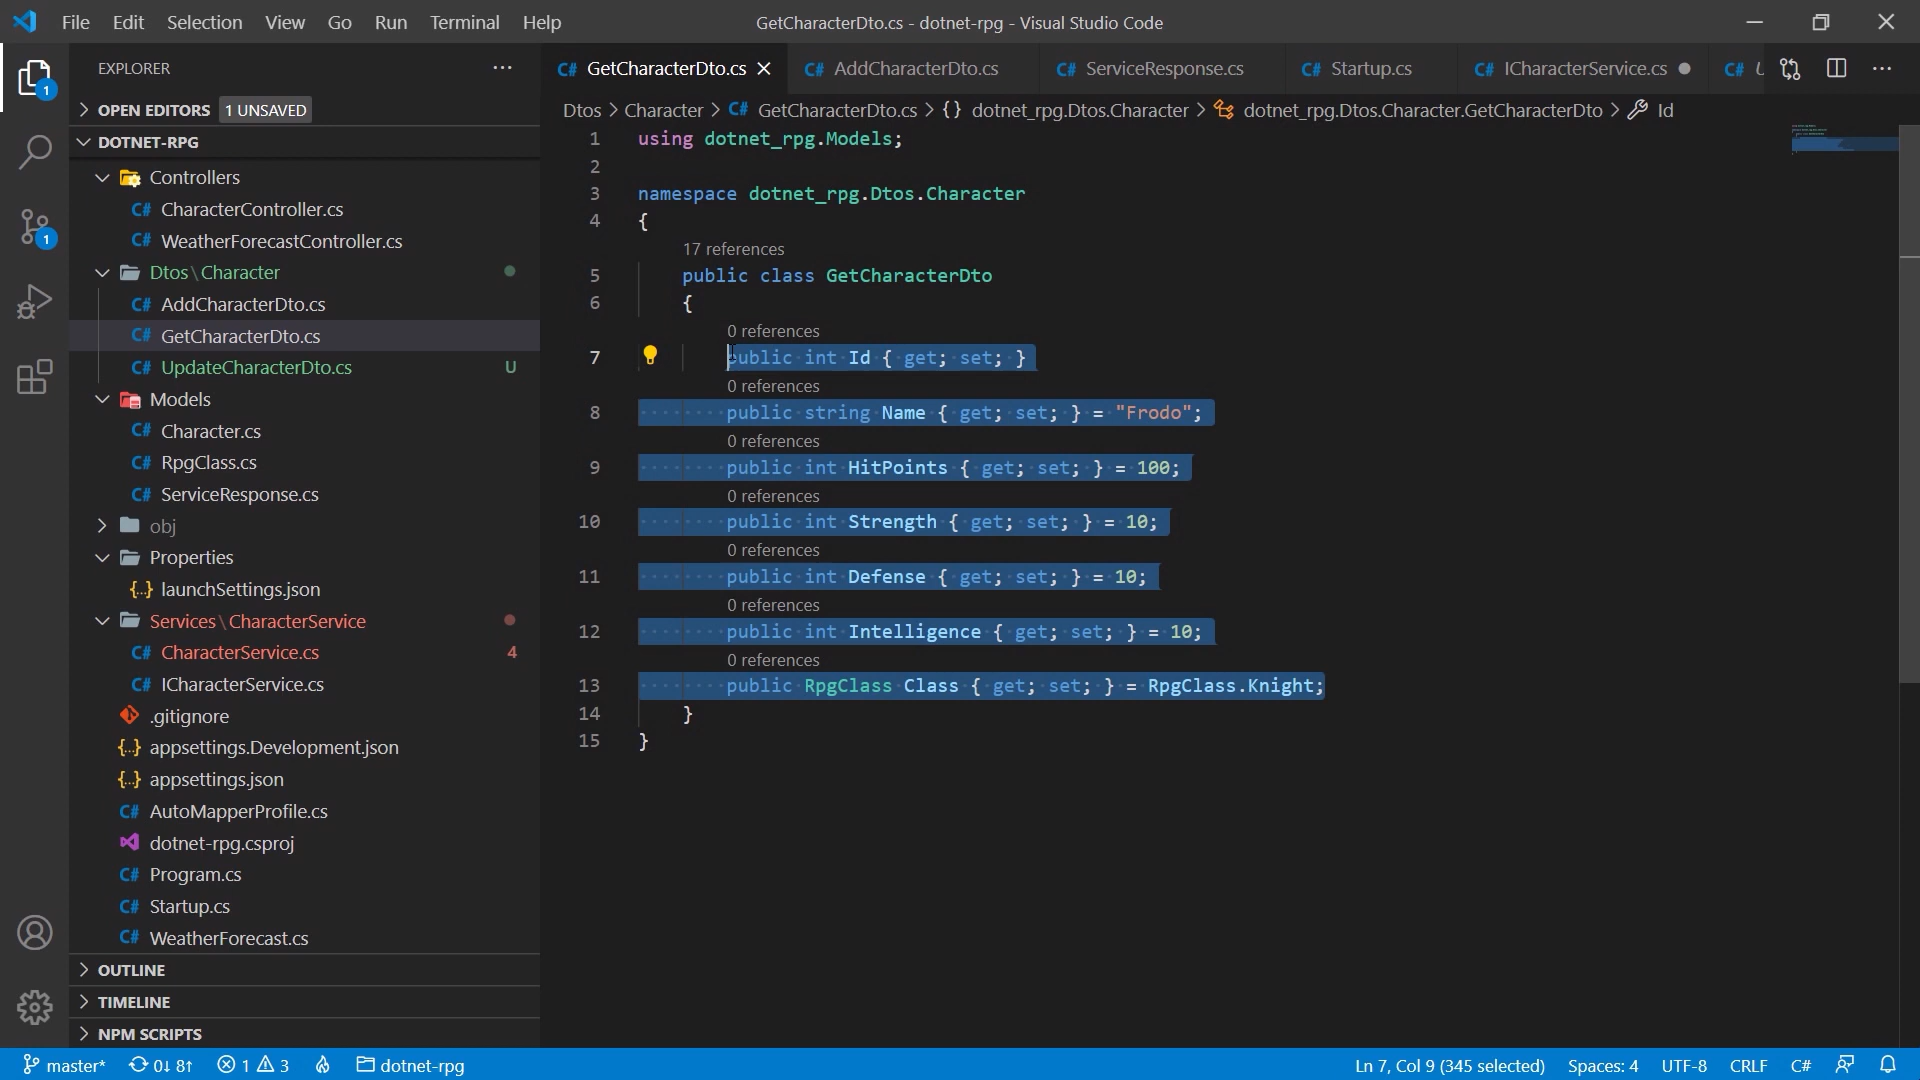 File Edit Selection View Go Run Terminal Help
GetCharacterDto.cs - dotnet-rpg - Visual Studio Code
EXPLORER
OPEN EDITORS 1 UNSAVED
DOTNET-RPG
Controllers
C# CharacterController.cs
C# WeatherForecastController.cs
Dtos \ Character
C# AddCharacterDto.cs
C# GetCharacterDto.cs
C# UpdateCharacterDto.cs U
Models
C# Character.cs
C# RpgClass.cs
C# ServiceResponse.cs
obj
Properties
{..} launchSettings.json
Services \ CharacterService
C# CharacterService.cs 4
C# ICharacterService.cs
.gitignore
{..} appsettings.Development.json
{..} appsettings.json
C# AutoMapperProfile.cs
dotnet-rpg.csproj
C# Program.cs
C# Startup.cs
C# WeatherForecast.cs
OUTLINE
TIMELINE
NPM SCRIPTS
1
1
C# GetCharacterDto.cs C# AddCharacterDto.cs C# ServiceResponse.cs C# Startup.cs C# ICharacterService.cs C#
Dtos > Character > C# GetCharacterDto.cs > {} dotnet_rpg.Dtos.Character > dotnet_rpg.Dtos.Character.GetCharacterDto > Id
1 using dotnet_rpg.Models;
2
3 namespace dotnet_rpg.Dtos.Character
4 {
17 references
5 public class GetCharacterDto
6 {
0 references
7 public int Id { get; set; }
0 references
8 public string Name { get; set; } = "Frodo";
0 references
9 public int HitPoints { get; set; } = 100;
0 references
10 public int Strength { get; set; } = 10;
0 references
11 public int Defense { get; set; } = 10;
0 references
12 public int Intelligence { get; set; } = 10;
0 references
13 public RpgClass Class { get; set; } = RpgClass.Knight;
14 }
15 }
master* 0↓ 8↑ 1 3 dotnet-rpg
Ln 7, Col 9 (345 selected) Spaces: 4 UTF-8 CRLF C#